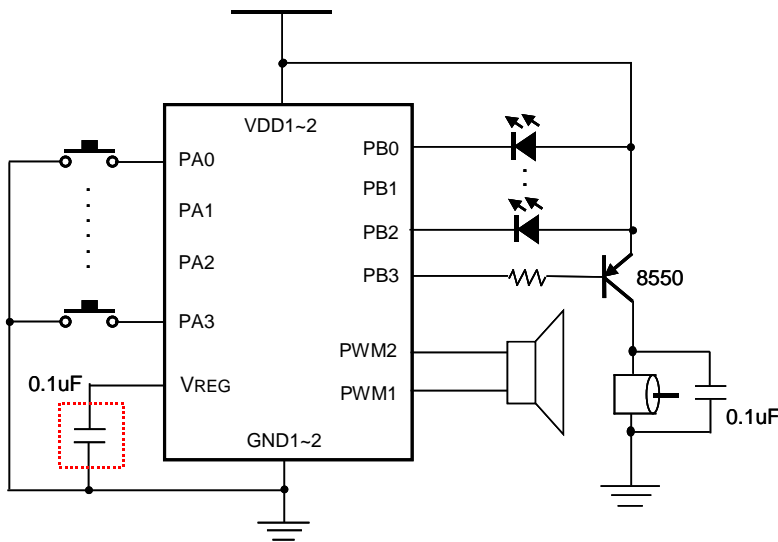 VDD1~2
PA0
PB0
PA1
PB1
PA2
PB2
PB3
8550
PA3
PWM2
0.1uF
VREG
PWM1
0.1uF
GND1~2